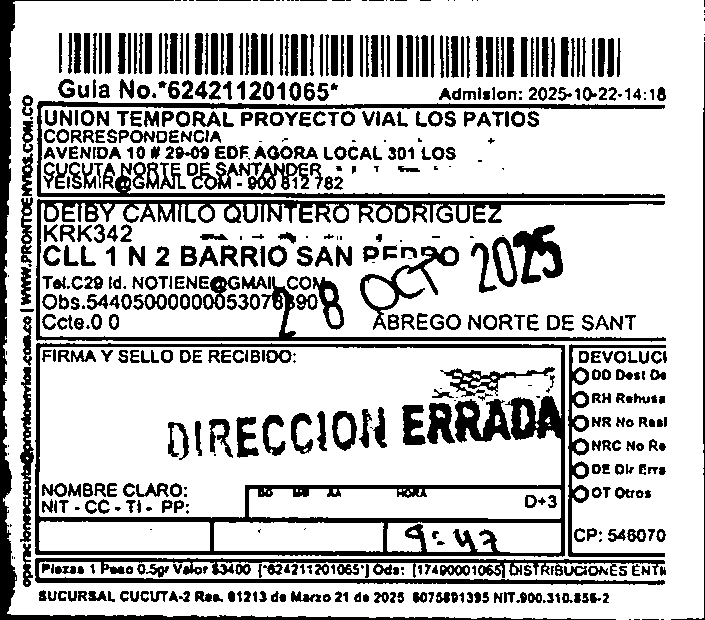 Guia No.*624211201065*
Admision: 2025-10-22-14:18
UNION TEMPORAL PROYECTO VIAL LOS PATIOS
CORRESPONDENCIA
AVENIDA 10 # 29-09 EDF AGORA LOCAL 301 LOS
CUCUTA NORTE DE SANTANDER
YEISMIR@GMAIL COM - 900 812 782
DEIBY CAMILO QUINTERO RODRIGUEZ
KRK342
CLL 1 N 2 BARRIO SAN PEDRO
Tel.C29 Id. NOTIENE@GMAIL.COM
Ccte.0 0
28 OCT 2025
ABREGO NORTE DE SANT
FIRMA Y SELLO DE RECIBIDO:
DIRECCION ERRADA
NOMBRE CLARO:
NIT - CC - TI - PP:
DD MM AA HORA
D+3
9:47
DEVOLUCI
DD Dest De
RH Rehusa
NR No Resi
NRC No Re
DE Dir Erra
OT Otros
CP: 546070
Piezas 1 Peso 0.5gr Valor $3400 [*624211201065*] Ods: [17490001065] DISTRIBUCIONES ENTR
SUCURSAL CUCUTA-2 Res. 01213 de Marzo 21 de 2025 6075891395 NIT.900.310.856-2
operacionescucuta@prontoenvios.com.co | WWW.PRONTOENVIOS.COM.CO